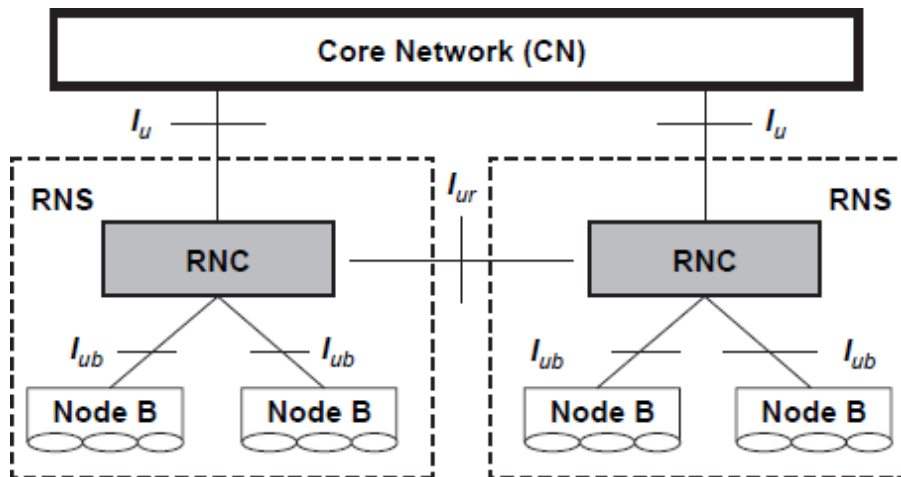 Core Network (CN)
Iu
Iu
RNS
Iur
RNS
RNC
RNC
Iub
Iub
Iub
Iub
Node B
Node B
Node B
Node B